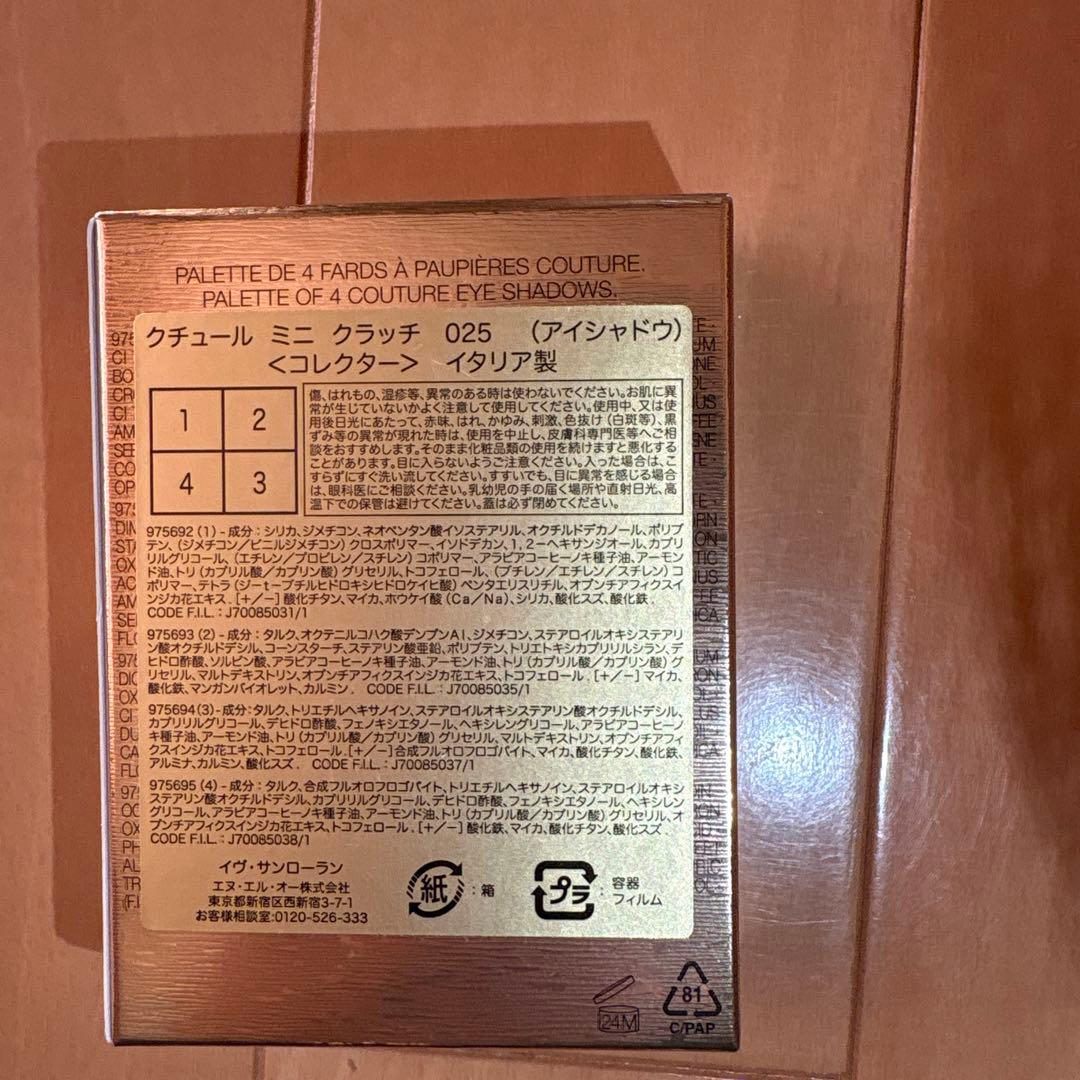 PALETTE DE 4 FARDS À PAUPIÈRES COUTURE.
PALETTE OF 4 COUTURE EYE SHADOWS.
クチュール ミニ クラッチ 025 (アイシャドウ)
<コレクター> イタリア製
1 2
4 3
傷、はれもの、湿疹等、異常のある時は使わないでください。お肌に異
常が生じていないかよく注意して使用してください。使用中、又は使
用後日光にあたって、赤味、はれ、かゆみ、刺激、色抜け(白斑等)、黒
ずみ等の異常が現れた時は、使用を中止し、皮膚科専門医等へご相
談をおすすめします。そのまま化粧品類の使用を続けますと悪化する
ことがあります。目に入らないようご注意ください。入った場合は、こ
すらずにすぐ洗い流してください。すすいでも、目に異常を感じる場合
は、眼科医にご相談ください。乳幼児の手の届く場所や直射日光、高
温下での保管は避けてください。蓋は必ず閉めてください。
975692 (1) - 成分:シリカ、ジメチコン、ネオペンタン酸イソステアリル、オクチルドデカノール、ポリブ
テン、(ジメチコン/ビニルジメチコン)クロスポリマー、イソドデカン、1,2-ヘキサンジオール、カプリ
リルグリコール、(エチレン/プロピレン/スチレン)コポリマー、アラビアコーヒーノキ種子油、アーモン
ド油、トリ(カプリル酸/カプリン酸)グリセリル、トコフェロール、(ブチレン/エチレン/スチレン)コ
ポリマー、テトラ(ジ-t-ブチルヒドロキシヒドロケイヒ酸)ペンタエリスリチル、オプンチアフィクスイ
ンジカ花エキス. [+/-] 酸化チタン、マイカ、ホウケイ酸(Ca/Na)、シリカ、酸化スズ、酸化鉄.
CODE F.I.L. : J70085031/1
975693 (2) - 成分:タルク、オクテニルコハク酸デンプンAl、ジメチコン、ステアロイルオキシステアリ
ン酸オクチルドデシル、コーンスターチ、ステアリン酸亜鉛、ポリブテン、トリエトキシカプリリルシラン、デ
ヒドロ酢酸、ソルビン酸、アラビアコーヒーノキ種子油、アーモンド油、トリ(カプリル酸/カプリン酸)グ
リセリル、マルトデキストリン、オプンチアフィクスインジカ花エキス、トコフェロール. [+/-] マイカ、
酸化鉄、マンガンバイオレット、カルミン. CODE F.I.L. : J70085035/1
975694 (3) - 成分:タルク、トリエチルヘキサノイン、ステアロイルオキシステアリン酸オクチルドデシル、
カプリリルグリコール、デヒドロ酢酸、フェノキシエタノール、ヘキシレングリコール、アラビアコーヒーノ
キ種子油、アーモンド油、トリ(カプリル酸/カプリン酸)グリセリル、マルトデキストリン、オプンチアフィ
クスインジカ花エキス、トコフェロール. [+/-] 合成フルオロフロゴパイト、マイカ、酸化チタン、酸化鉄、
アルミナ、カルミン、酸化スズ. CODE F.I.L. : J70085037/1
975695 (4) - 成分:タルク、合成フルオロフロゴパイト、トリエチルヘキサノイン、ステアロイルオキシ
ステアリン酸オクチルドデシル、カプリリルグリコール、デヒドロ酢酸、フェノキシエタノール、ヘキシレン
グリコール、アラビアコーヒーノキ種子油、アーモンド油、トリ(カプリル酸/カプリン酸)グリセリル、オ
プンチアフィクスインジカ花エキス、トコフェロール. [+/-] 酸化鉄、マイカ、酸化チタン、酸化スズ
CODE F.I.L. : J70085038/1
イヴ・サンローラン
エヌ・エル・オー株式会社
東京都新宿区西新宿3-7-1
お客様相談室:0120-526-333
紙 : 箱
プラ : 容器
フィルム
24M
81
C/PAP